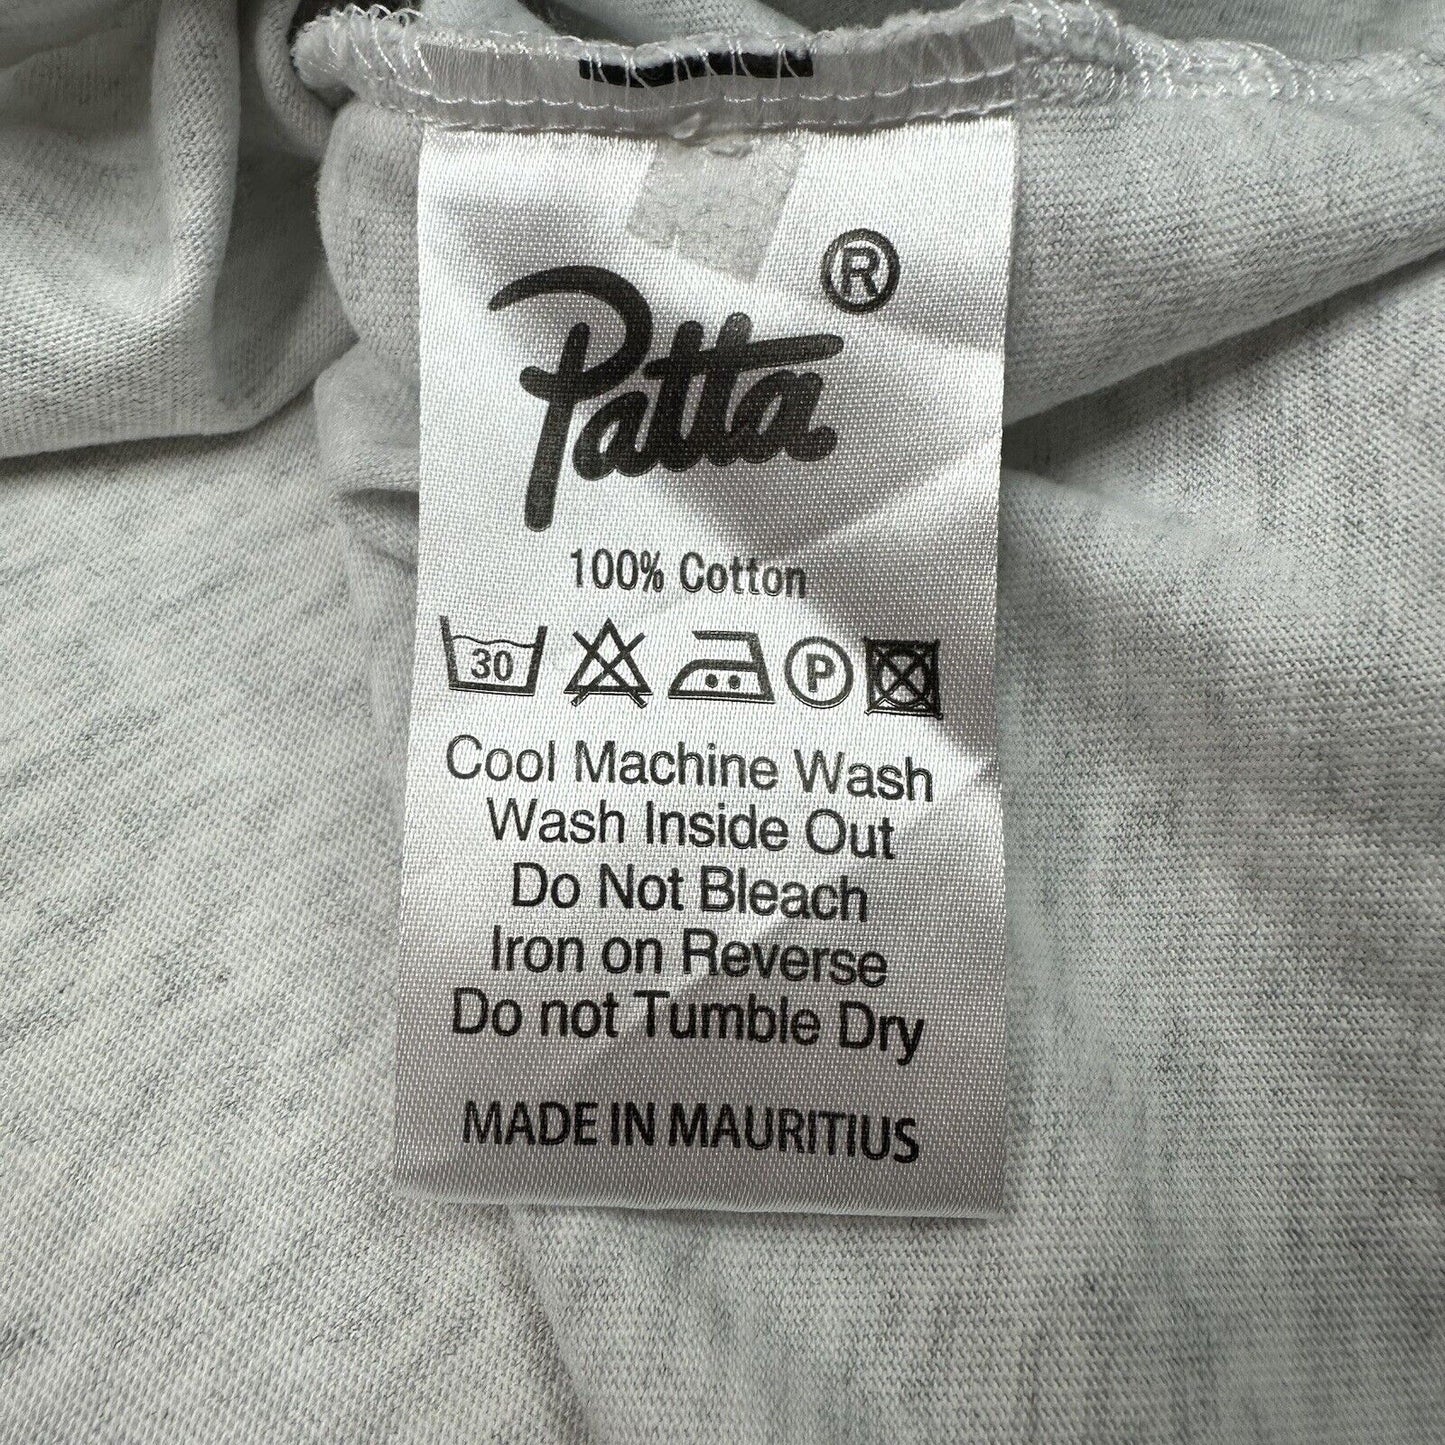 ®
Patta
100% Cotton
30 P
Cool Machine Wash
Wash Inside Out
Do Not Bleach
Iron on Reverse
Do not Tumble Dry
MADE IN MAURITIUS